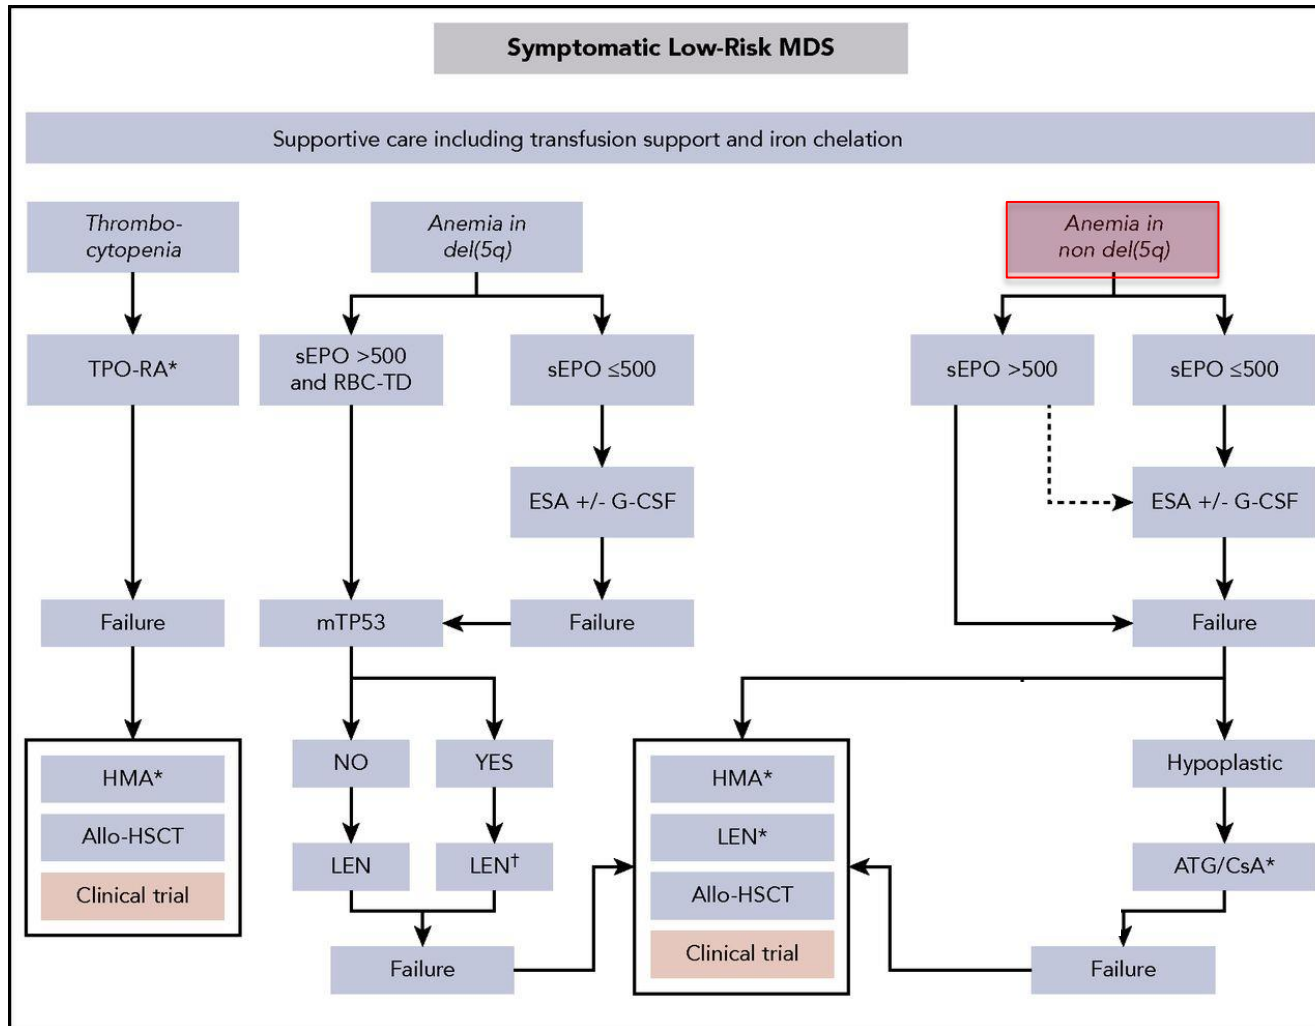 Symptomatic Low-Risk MDS
Supportive care including transfusion support and iron chelation
Thrombo-
cytopenia
Anemia in
del(5q)
Anemia in
non del(5q)
TPO-RA*
sEPO >500
and RBC-TD
sEPO ≤500
sEPO >500
sEPO ≤500
ESA +/- G-CSF
ESA +/- G-CSF
Failure
mTP53
Failure
Failure
HMA*
Allo-HSCT
Clinical trial
NO
YES
LEN
LEN†
Failure
HMA*
LEN*
Allo-HSCT
Clinical trial
Hypoplastic
ATG/CsA*
Failure